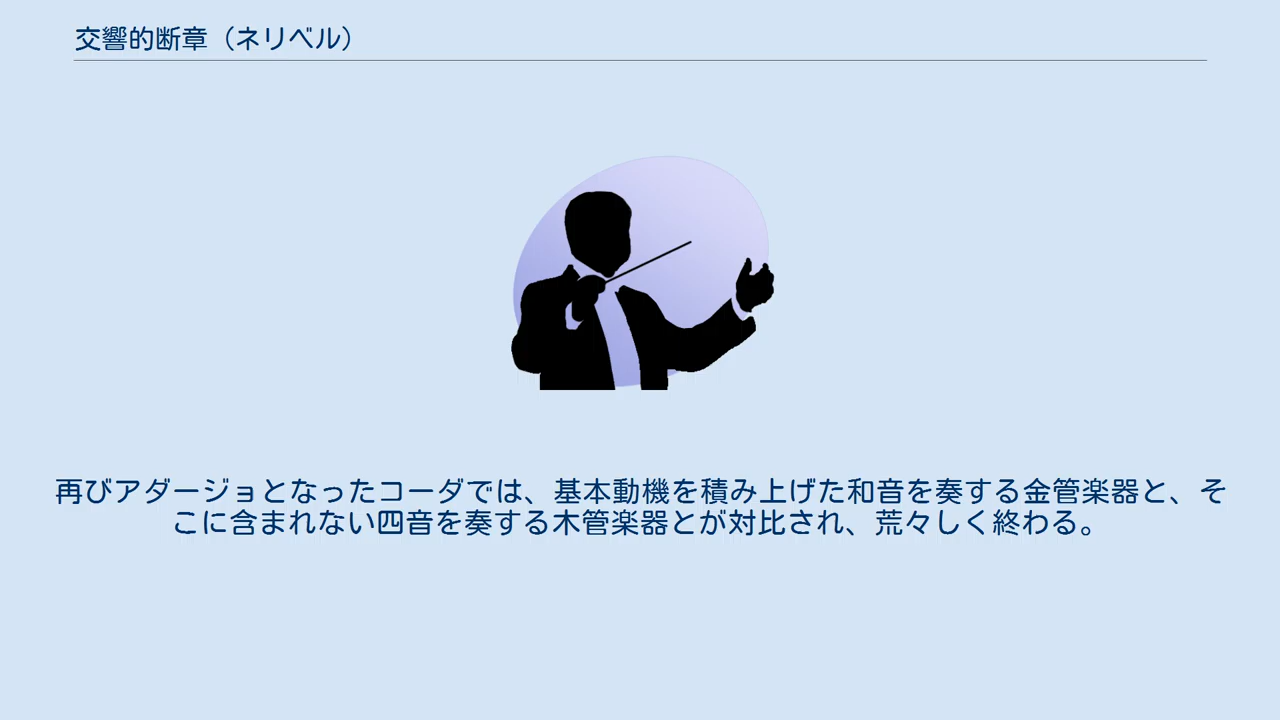 交響的断章（ネリベル）
再びアダージョとなったコーダでは、基本動機を積み上げた和音を奏する金管楽器と、そ
こに含まれない四音を奏する木管楽器とが対比され、荒々しく終わる。